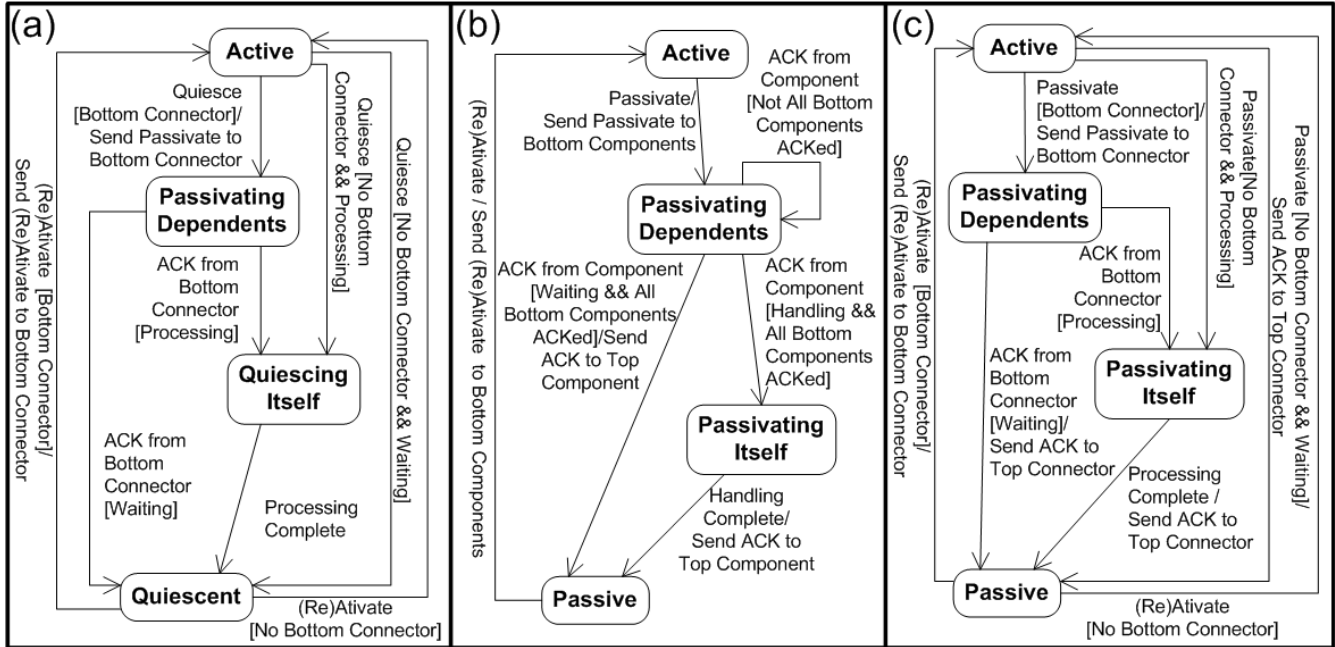 (a)
Active
Quiesce
[Bottom Connector]/
Send Passivate to
Bottom Connector
Quiesce [No Bottom
Connector && Processing]
Quiesce [No Bottom Connector && Waiting]
(Re)Ativate [Bottom Connector]/
Send (Re)Ativate to Bottom Connector
Passivating
Dependents
ACK from
Bottom
Connector
[Processing]
Quiescing
Itself
ACK from
Bottom
Connector
[Waiting]
Processing
Complete
Quiescent
(Re)Ativate
[No Bottom Connector]
(b)
Active
ACK from
Component
[Not All Bottom
Components
ACKed]
Passivate/
Send Passivate to
Bottom Components
(Re)Ativate / Send (Re)Ativate to Bottom Components
Passivating
Dependents
ACK from Component
[Waiting && All
Bottom Components
ACKed]/Send
ACK to Top
Component
ACK from
Component
[Handling &&
All Bottom
Components
ACKed]
Passivating
Itself
Handling
Complete/
Send ACK to
Top Component
Passive
(c)
Active
Passivate
[Bottom Connector]/
Send Passivate to
Bottom Connector
Passivate[No Bottom
Connector && Processing]
Passivate [No Bottom Connector && Waiting]/
Send ACK to Top Connector
(Re)Ativate [Bottom Connector]/
Send (Re)Ativate to Bottom Connector
Passivating
Dependents
ACK from
Bottom
Connector
[Processing]
Passivating
Itself
ACK from
Bottom
Connector
[Waiting]/
Send ACK to
Top Connector
Processing
Complete /
Send ACK to
Top Connector
Passive
(Re)Ativate
[No Bottom Connector]